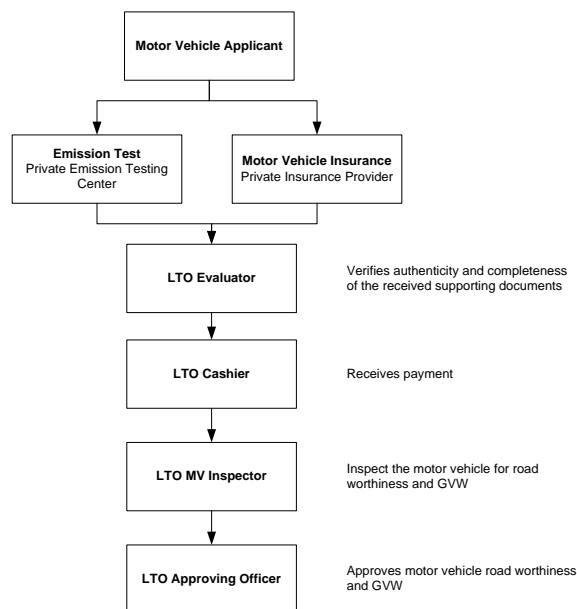 Motor Vehicle Applicant
Emission Test
Private Emission Testing
Center
Motor Vehicle Insurance
Private Insurance Provider
LTO Evaluator
Verifies authenticity and completeness
of the received supporting documents
LTO Cashier
Receives payment
LTO MV Inspector
Inspect the motor vehicle for road
worthiness and GVW
LTO Approving Officer
Approves motor vehicle road worthiness
and GVW